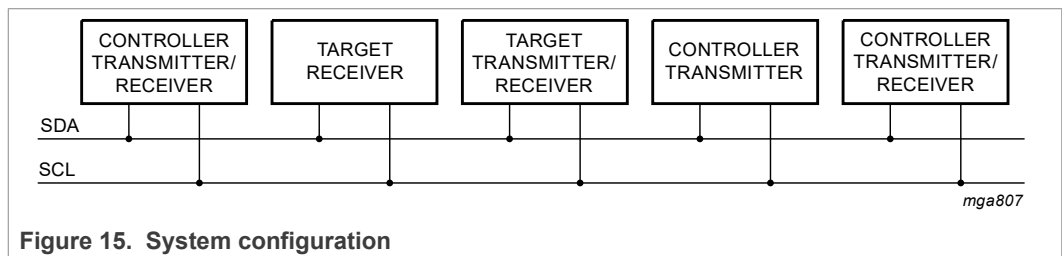 CONTROLLER
TRANSMITTER/
RECEIVER
TARGET
RECEIVER
TARGET
TRANSMITTER/
RECEIVER
CONTROLLER
TRANSMITTER
CONTROLLER
TRANSMITTER/
RECEIVER
SDA
SCL
mga807
Figure 15. System configuration